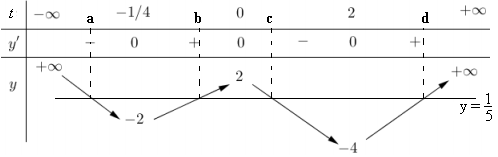 t −∞ a −1/4 b 0 c 2 d +∞
y′ − 0 + 0 − 0 +
+∞ 2 +∞
y
y = 1/5
−2
−4